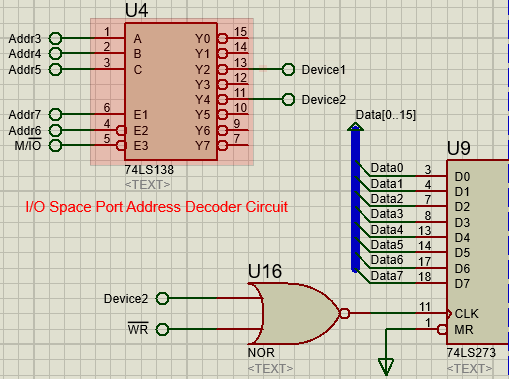 U4
Addr3 1 A Y0 15
Addr4 2 B Y1 14
Addr5 3 C Y2 13 Device1
Y3 12
Y4 11 Device2
Addr7 6 E1 Y5 10
Addr6 4 E2 Y6 9
M/IO 5 E3 Y7 7
74LS138
<TEXT>
I/O Space Port Address Decoder Circuit
Data[0..15]
U9
Data0 3 D0
Data1 4 D1
Data2 7 D2
Data3 8 D3
Data4 13 D4
Data5 14 D5
Data6 17 D6
Data7 18 D7
U16
Device2
WR
NOR
<TEXT>
11 CLK
1 MR
74LS273
<TEXT>